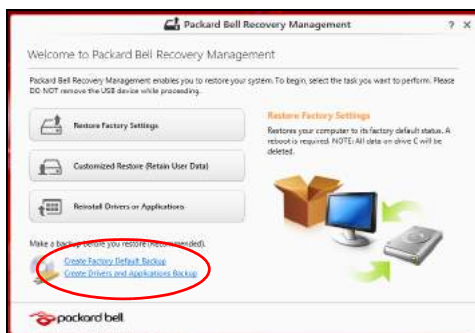 Packard Bell Recovery Management
? X
Welcome to Packard Bell Recovery Management
Packard Bell Recovery Management enables you to restore your system. To begin, select the task you want to perform. Please
DO NOT remove the USB device while proceeding.
Restore Factory Settings
Customized Restore (Retain User Data)
Reinstall Drivers or Applications
Restore Factory Settings
Restores your computer to its factory default status. A
reboot is required. NOTE: All data on drive C will be
deleted.
Make a backup before you restore (Recommended).
Create Factory Default Backup
Create Drivers and Applications Backup
packard bell